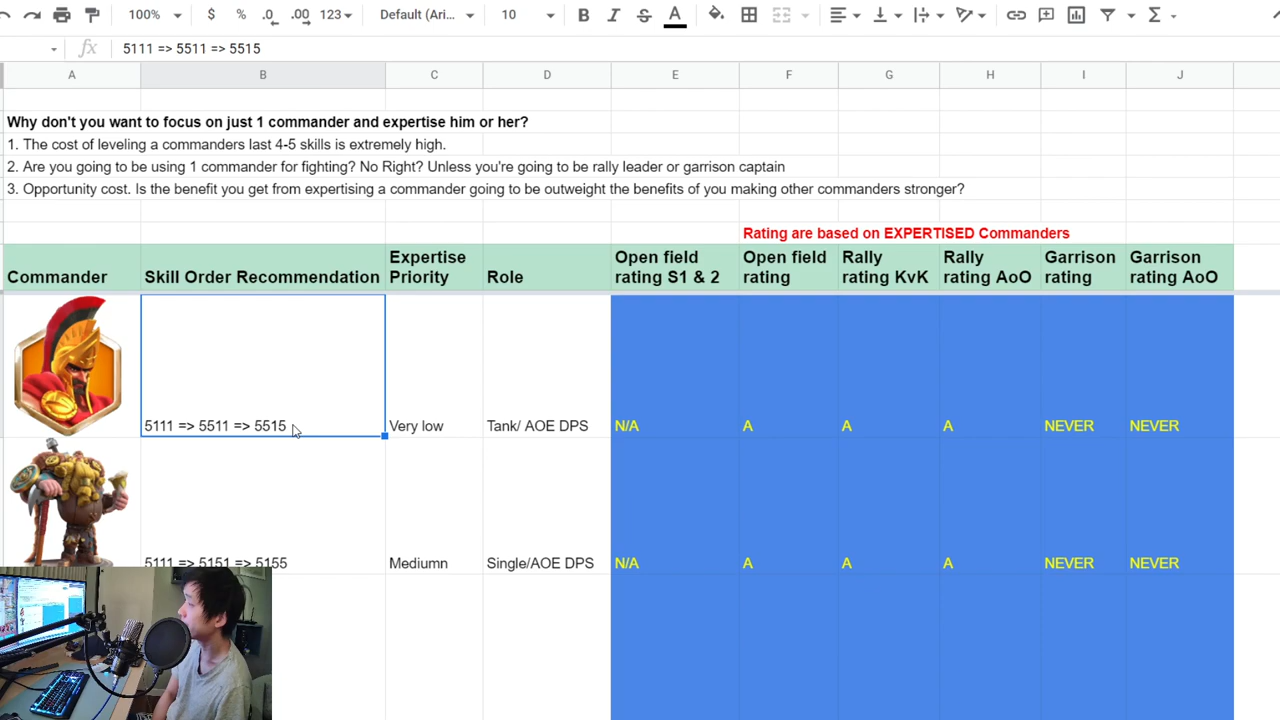 100%
$
%
.0
.00
123
Default (Ari...
10
B
I
S
A
Σ
fx
5111 => 5511 => 5515
A B C D E F G H I J
Why don't you want to focus on just 1 commander and expertise him or her?
1. The cost of leveling a commanders last 4-5 skills is extremely high.
2. Are you going to be using 1 commander for fighting? No Right? Unless you're going to be rally leader or garrison captain
3. Opportunity cost. Is the benefit you get from expertising a commander going to be outweight the benefits of you making other commanders stronger?
Rating are based on EXPERTISED Commanders
Commander
Skill Order Recommendation
Expertise
Priority
Role
Open field
rating S1 & 2
Open field
rating
Rally
rating KvK
Rally
rating AoO
Garrison
rating
Garrison
rating AoO
5111 => 5511 => 5515
Very low
Tank/ AOE DPS
N/A
A
A
A
NEVER
NEVER
5111 => 5151 => 5155
Mediumn
Single/AOE DPS
N/A
A
A
A
NEVER
NEVER